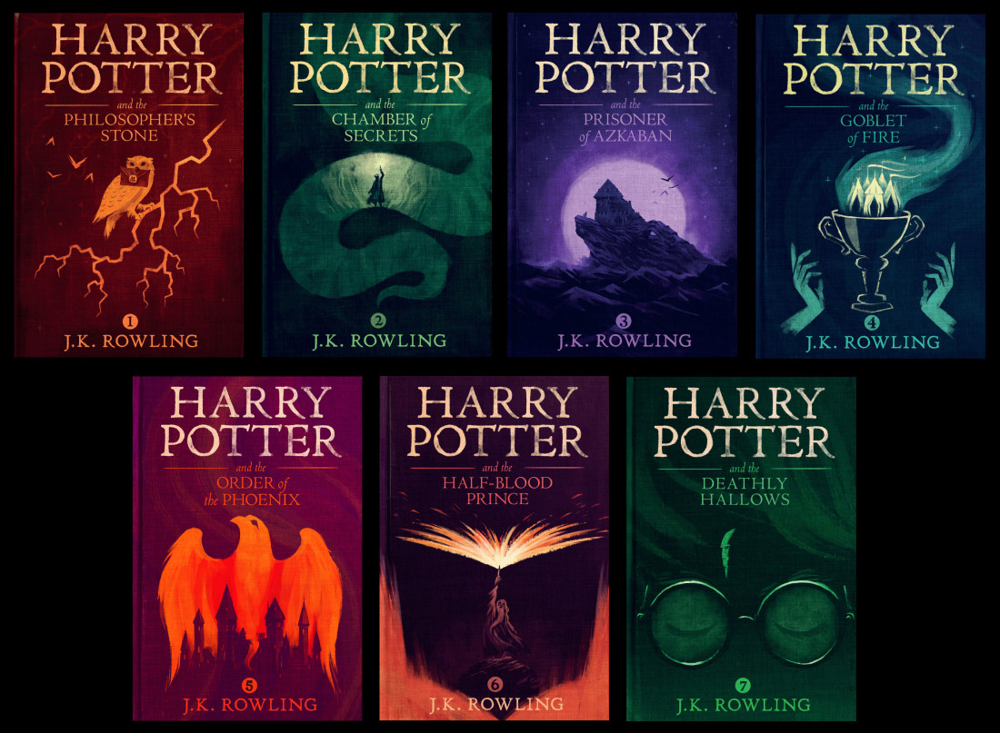 HARRY
POTTER
and the
PHILOSOPHER'S
STONE
1
J.K. ROWLING
HARRY
POTTER
and the
CHAMBER of
SECRETS
2
J.K. ROWLING
HARRY
POTTER
and the
PRISONER
of AZKABAN
3
J.K. ROWLING
HARRY
POTTER
and the
GOBLET
of FIRE
4
J.K. ROWLING
HARRY
POTTER
and the
ORDER of
the PHOENIX
5
J.K. ROWLING
HARRY
POTTER
and the
HALF-BLOOD
PRINCE
6
J.K. ROWLING
HARRY
POTTER
and the
DEATHLY
HALLOWS
7
J.K. ROWLING